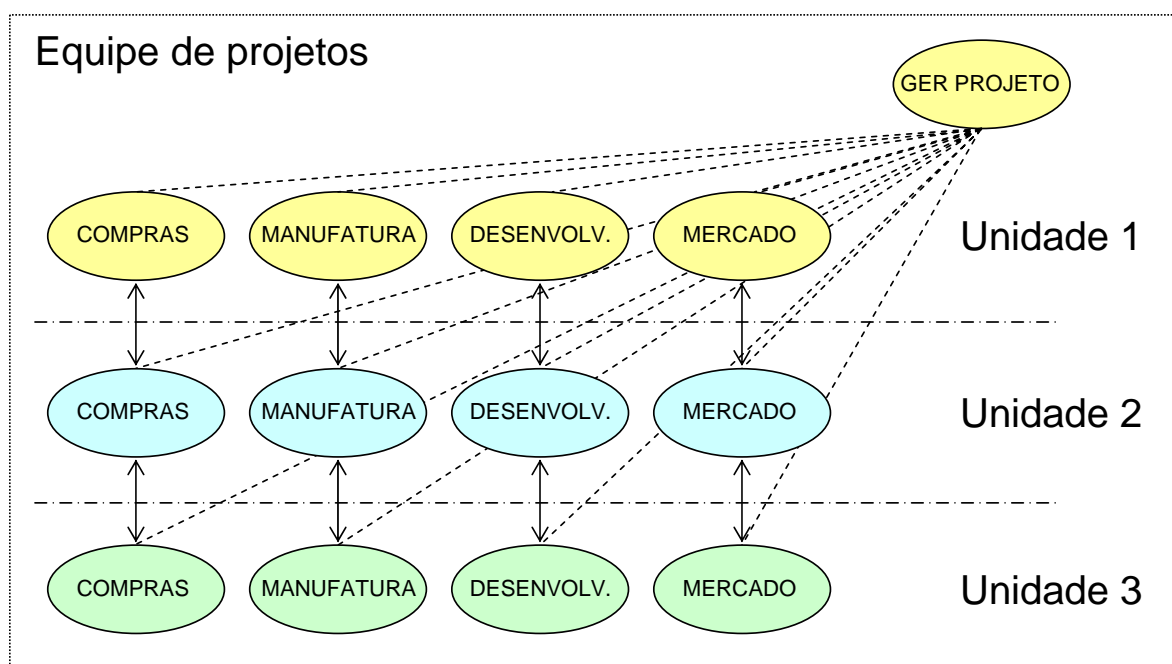 Equipe de projetos
GER PROJETO
COMPRAS MANUFATURA DESENVOLV. MERCADO Unidade 1
COMPRAS MANUFATURA DESENVOLV. MERCADO Unidade 2
COMPRAS MANUFATURA DESENVOLV. MERCADO Unidade 3